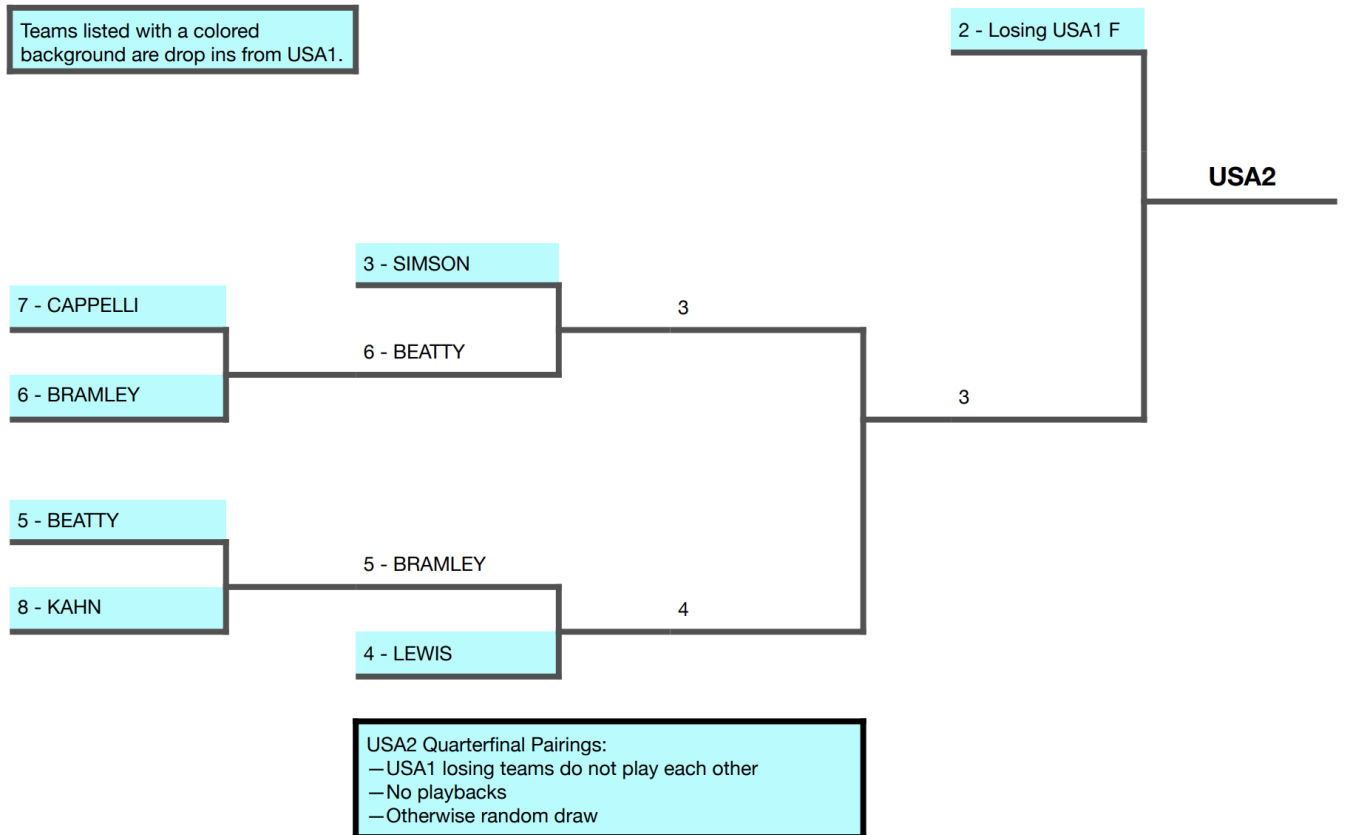 Teams listed with a colored
background are drop ins from USA1.
2 - Losing USA1 F
USA2
3 - SIMSON
7 - CAPPELLI
3
6 - BEATTY
6 - BRAMLEY
3
5 - BEATTY
5 - BRAMLEY
8 - KAHN
4
4 - LEWIS
USA2 Quarterfinal Pairings:
—USA1 losing teams do not play each other
—No playbacks
—Otherwise random draw